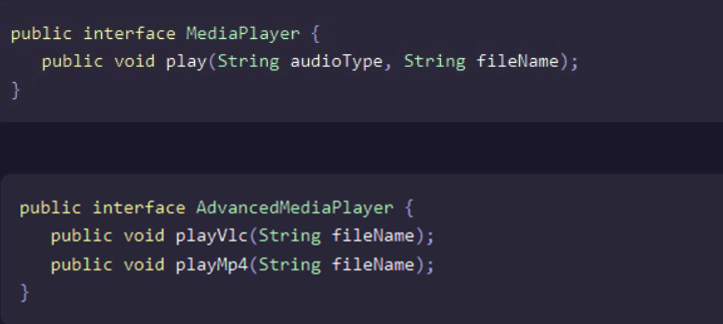 public interface MediaPlayer {
   public void play(String audioType, String fileName);
}
public interface AdvancedMediaPlayer {
   public void playVlc(String fileName);
   public void playMp4(String fileName);
}